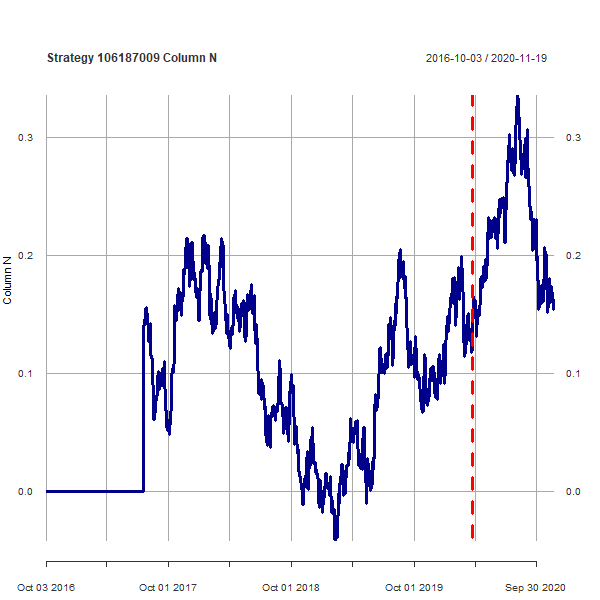 Strategy 106187009 Column N
2016-10-03 / 2020-11-19
Column N
0.3
0.3
0.2
0.2
0.1
0.1
0.0
0.0
Oct 03 2016
Oct 01 2017
Oct 01 2018
Oct 01 2019
Sep 30 2020